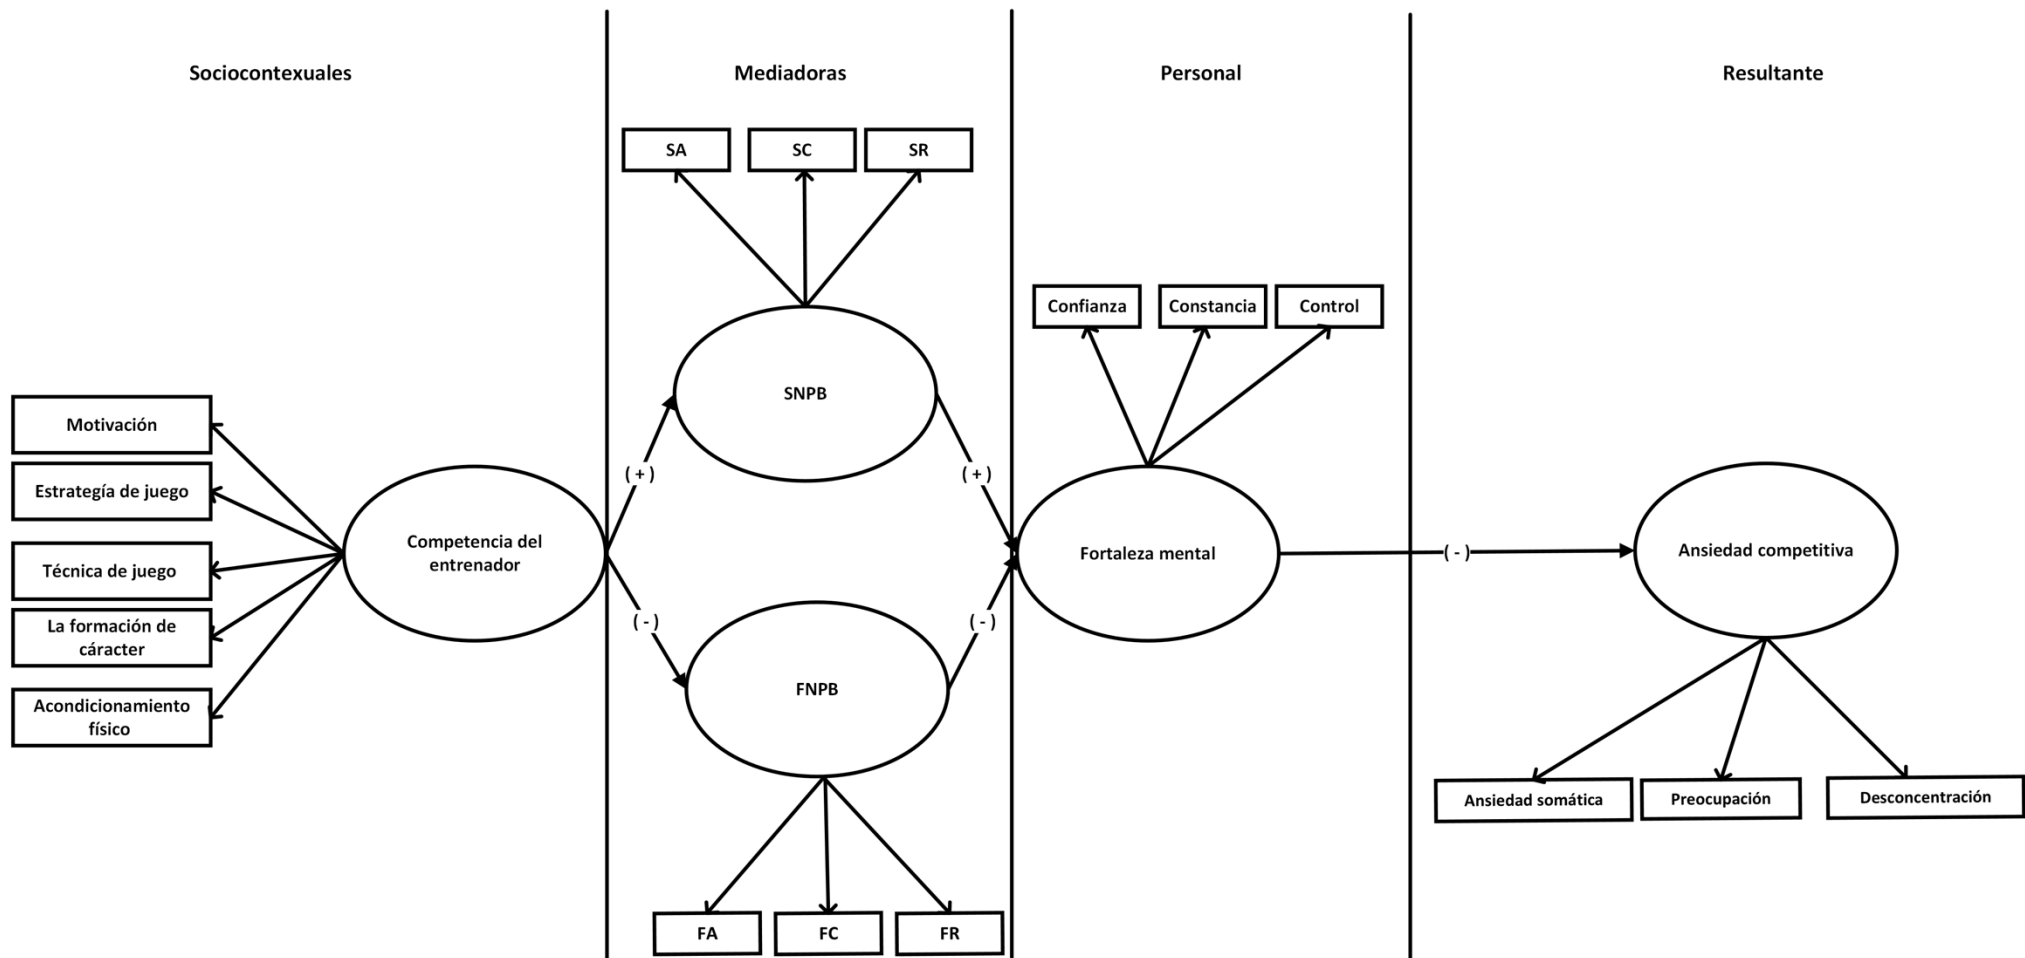 Sociocontexuales
Mediadoras
Personal
Resultante
SA
SC
SR
Confianza
Constancia
Control
SNPB
Motivación
Estrategía de juego
Técnica de juego
La formación de
cáracter
Acondicionamiento
físico
Competencia del
entrenador
( + )
( + )
( - )
( - )
Fortaleza mental
( - )
Ansiedad competitiva
FNPB
Ansiedad somática
Preocupación
Desconcentración
FA
FC
FR